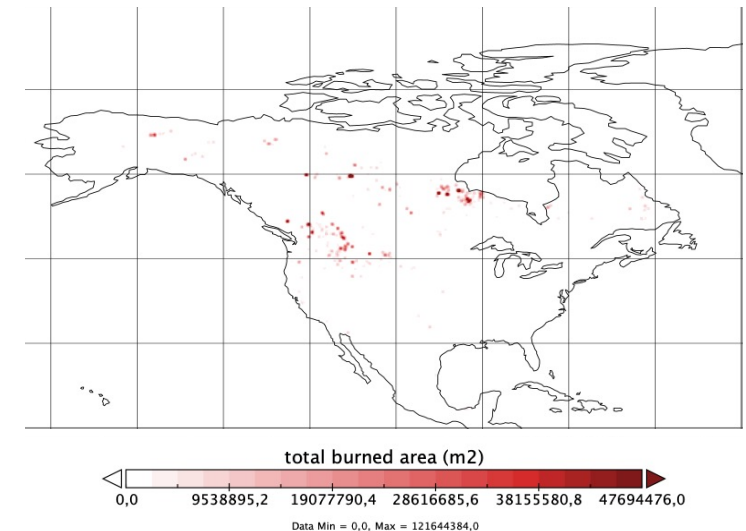 total burned area (m2)
0,0 9538895,2 19077790,4 28616685,6 38155580,8 47694476,0
Data Min = 0,0, Max = 121644384,0